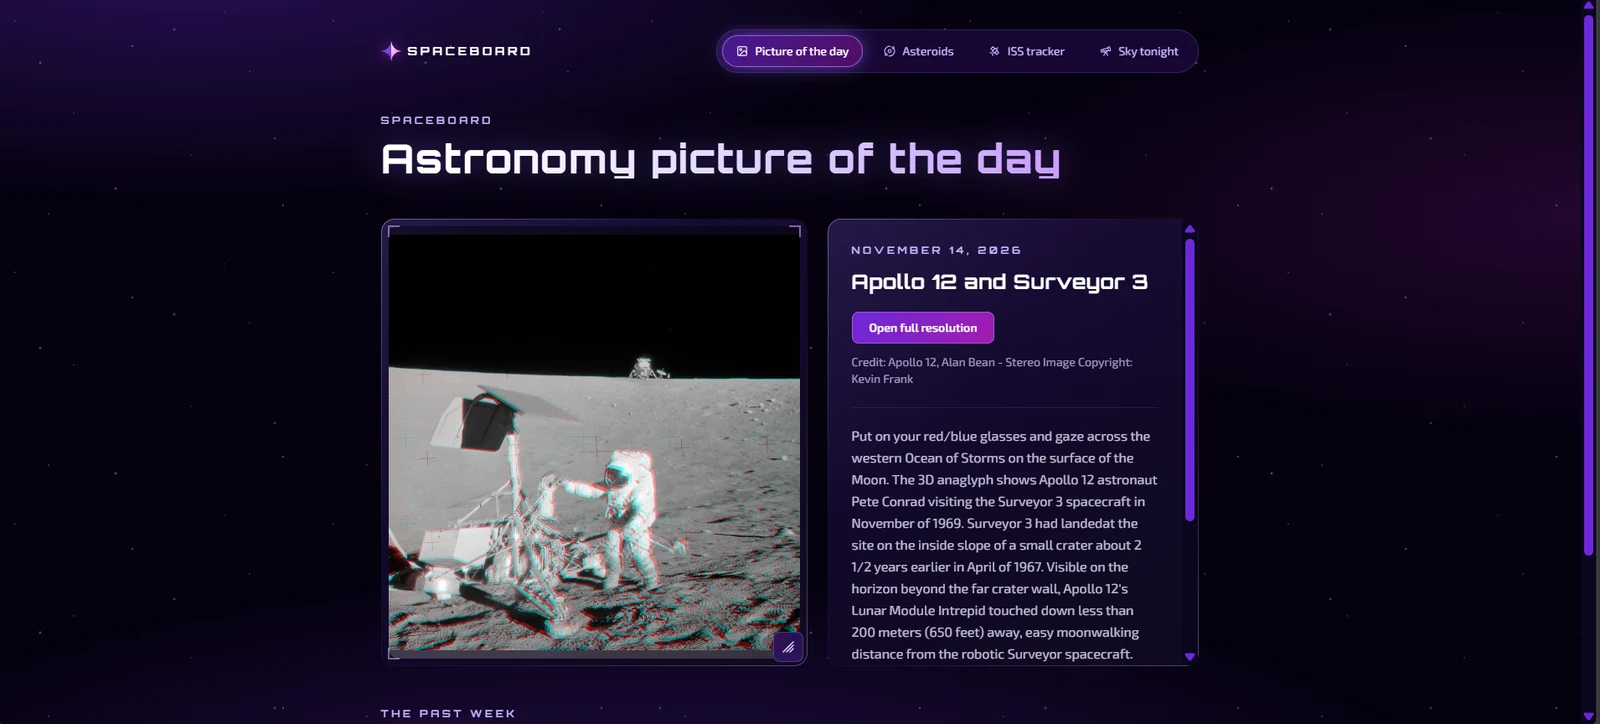 SPACEBOARD
Picture of the day
Asteroids
ISS tracker
Sky tonight
SPACEBOARD
Astronomy picture of the day
NOVEMBER 14, 2026
Apollo 12 and Surveyor 3
Open full resolution
Credit: Apollo 12, Alan Bean - Stereo Image Copyright:
Kevin Frank
Put on your red/blue glasses and gaze across the
western Ocean of Storms on the surface of the
Moon. The 3D anaglyph shows Apollo 12 astronaut
Pete Conrad visiting the Surveyor 3 spacecraft in
November of 1969. Surveyor 3 had landedat the
site on the inside slope of a small crater about 2
1/2 years earlier in April of 1967. Visible on the
horizon beyond the far crater wall, Apollo 12's
Lunar Module Intrepid touched down less than
200 meters (650 feet) away, easy moonwalking
distance from the robotic Surveyor spacecraft.
THE PAST WEEK